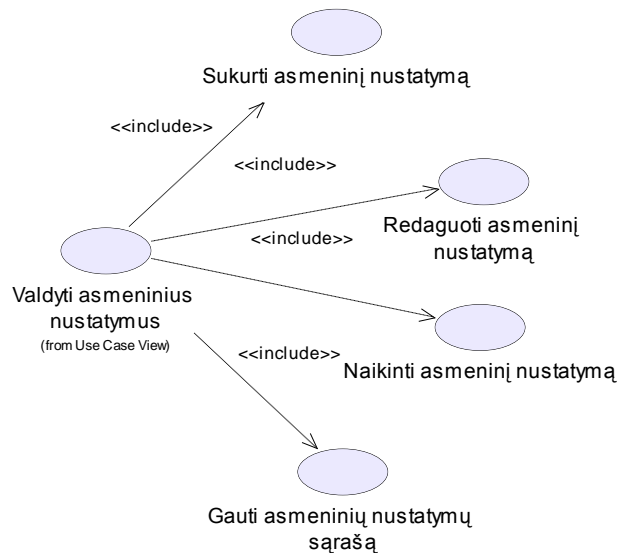 Sukurti asmeninį nustatymą
<<include>>
<<include>>
Redaguoti asmeninį
nustatymą
<<include>>
Valdyti asmeninius
nustatymus
(from Use Case View)
<<include>>
Naikinti asmeninį nustatymą
Gauti asmeninių nustatymų
sąrašą